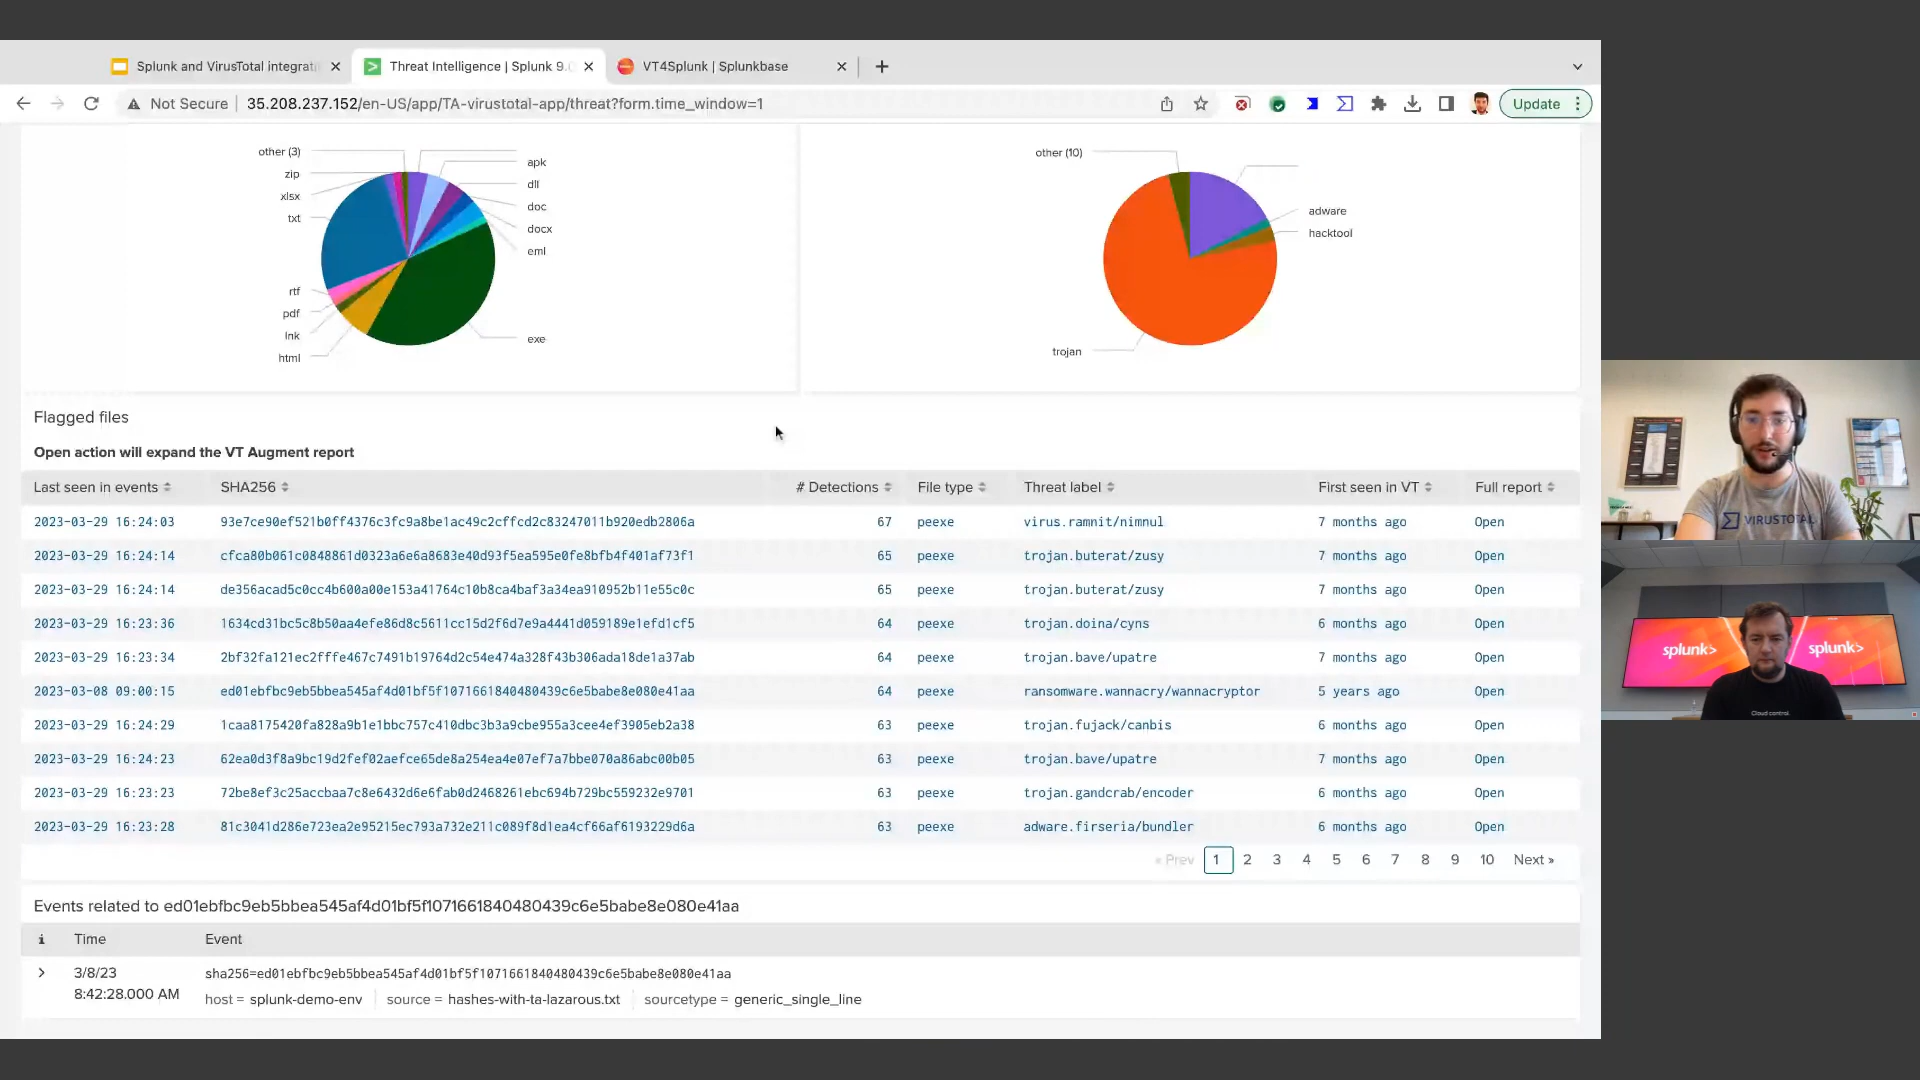 Splunk and VirusTotal integrat
Threat Intelligence | Splunk 9.0
VT4Splunk | Splunkbase
Not Secure | 35.208.237.152/en-US/app/TA-virustotal-app/threat?form.time_window=1
Update
other (3)
zip
xlsx
txt
rtf
pdf
lnk
html
apk
dll
doc
docx
eml
exe
other (10)
adware
hacktool
trojan
Flagged files
Open action will expand the VT Augment report
Last seen in events SHA256 # Detections File type Threat label First seen in VT Full report
2023-03-29 16:24:03 93e7ce90ef521b0ff4376c3fc9a8be1ac49c2cffcd2c83247011b920edb2806a 67 peexe virus.ramnit/nimnul 7 months ago Open
2023-03-29 16:24:14 cfca80b061c0848861d0323a6e6a8683e40d93f5ea595e0fe8bfb4f401af73f1 65 peexe trojan.buterat/zusy 7 months ago Open
2023-03-29 16:24:14 de356acad5c0cc4b600a00e153a41764c10b8ca4baf3a34ea910952b11e55c0c 65 peexe trojan.buterat/zusy 7 months ago Open
2023-03-29 16:23:36 1634cd31bc5c8b50aa4efe86d8c5611cc15d2f6d7e9a4441d059189e1efd1cf5 64 peexe trojan.doina/cyns 6 months ago Open
2023-03-29 16:23:34 2bf32fa121ec2fffe467c7491b19764d2c54e474a328f43b306ada18de1a37ab 64 peexe trojan.bave/upatre 7 months ago Open
2023-03-08 09:00:15 ed01ebfbc9eb5bbea545af4d01bf5f1071661840480439c6e5babe8e080e41aa 64 peexe ransomware.wannacry/wannacryptor 5 years ago Open
2023-03-29 16:24:29 1caa8175420fa828a9b1e1bbc757c410dbc3b3a9cbe955a3cee4ef3905eb2a38 63 peexe trojan.fujack/canbis 6 months ago Open
2023-03-29 16:24:23 62ea0d3f8a9bc19d2fef02aefce65de8a254ea4e07ef7a7bbe070a86abc00b05 63 peexe trojan.bave/upatre 7 months ago Open
2023-03-29 16:23:23 72be8ef3c25accbaa7c8e6432d6e6fab0d2468261ebc694b729bc559232e9701 63 peexe trojan.gandcrab/encoder 6 months ago Open
2023-03-29 16:23:28 81c3041d286e723ea2e95215ec793a732e211c089f8d1ea4cf66af6193229d6a 63 peexe adware.firseria/bundler 6 months ago Open
« Prev 1 2 3 4 5 6 7 8 9 10 Next »
Events related to ed01ebfbc9eb5bbea545af4d01bf5f1071661840480439c6e5babe8e080e41aa
i Time Event
3/8/23
8:42:28.000 AM
sha256=ed01ebfbc9eb5bbea545af4d01bf5f1071661840480439c6e5babe8e080e41aa
host = splunk-demo-env source = hashes-with-ta-lazarous.txt sourcetype = generic_single_line
VIRUSTOTAL
splunk>
splunk>
Cloud control